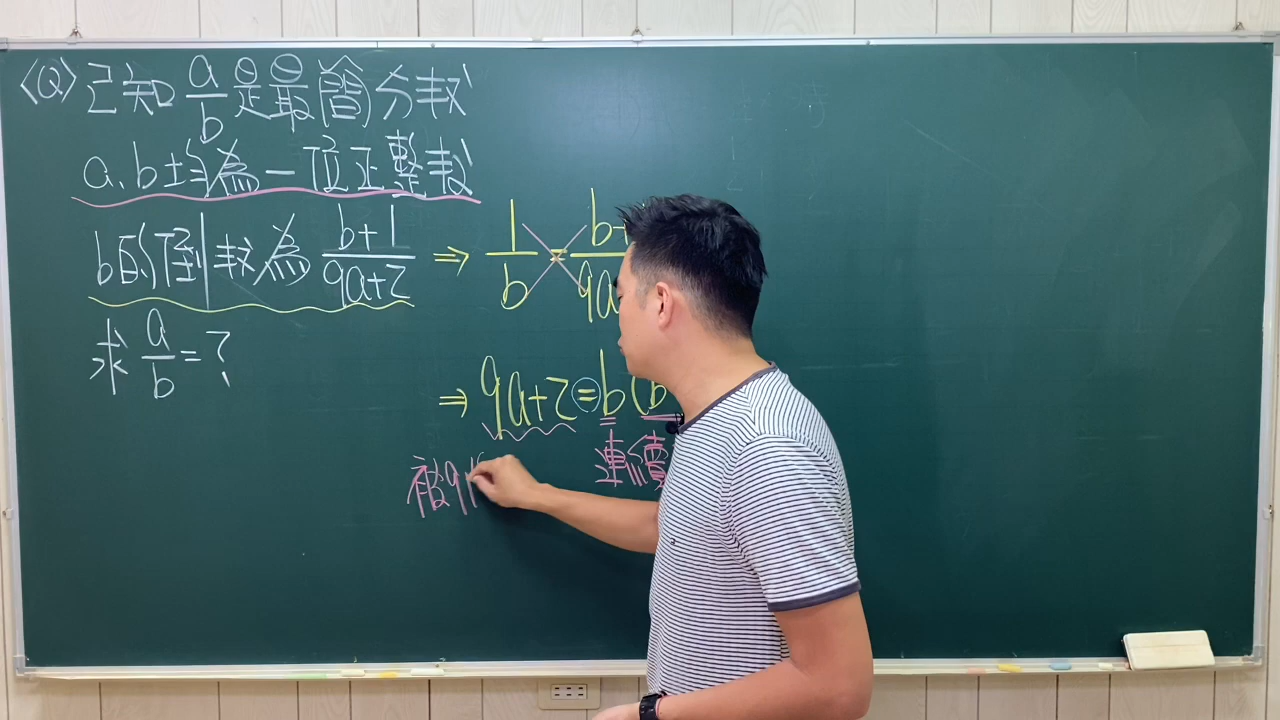 <Q> 已知 a/b 是最簡分數
a、b均為一位正整數
b的倒數為 b+1/9a+2 ⇒ 1/b = b+ / 9a
求 a/b = ?
⇒ 9a+2 = b(b
連續
被9